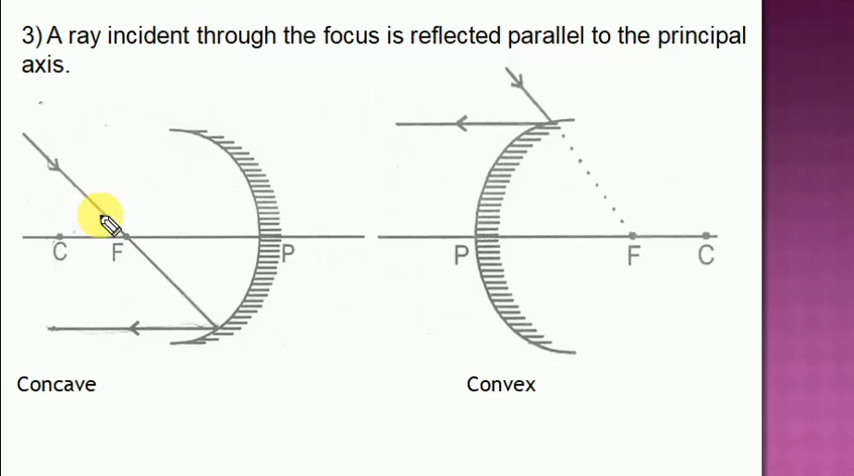 3) A ray incident through the focus is reflected parallel to the principal
axis.
C F P
P F C
Concave
Convex